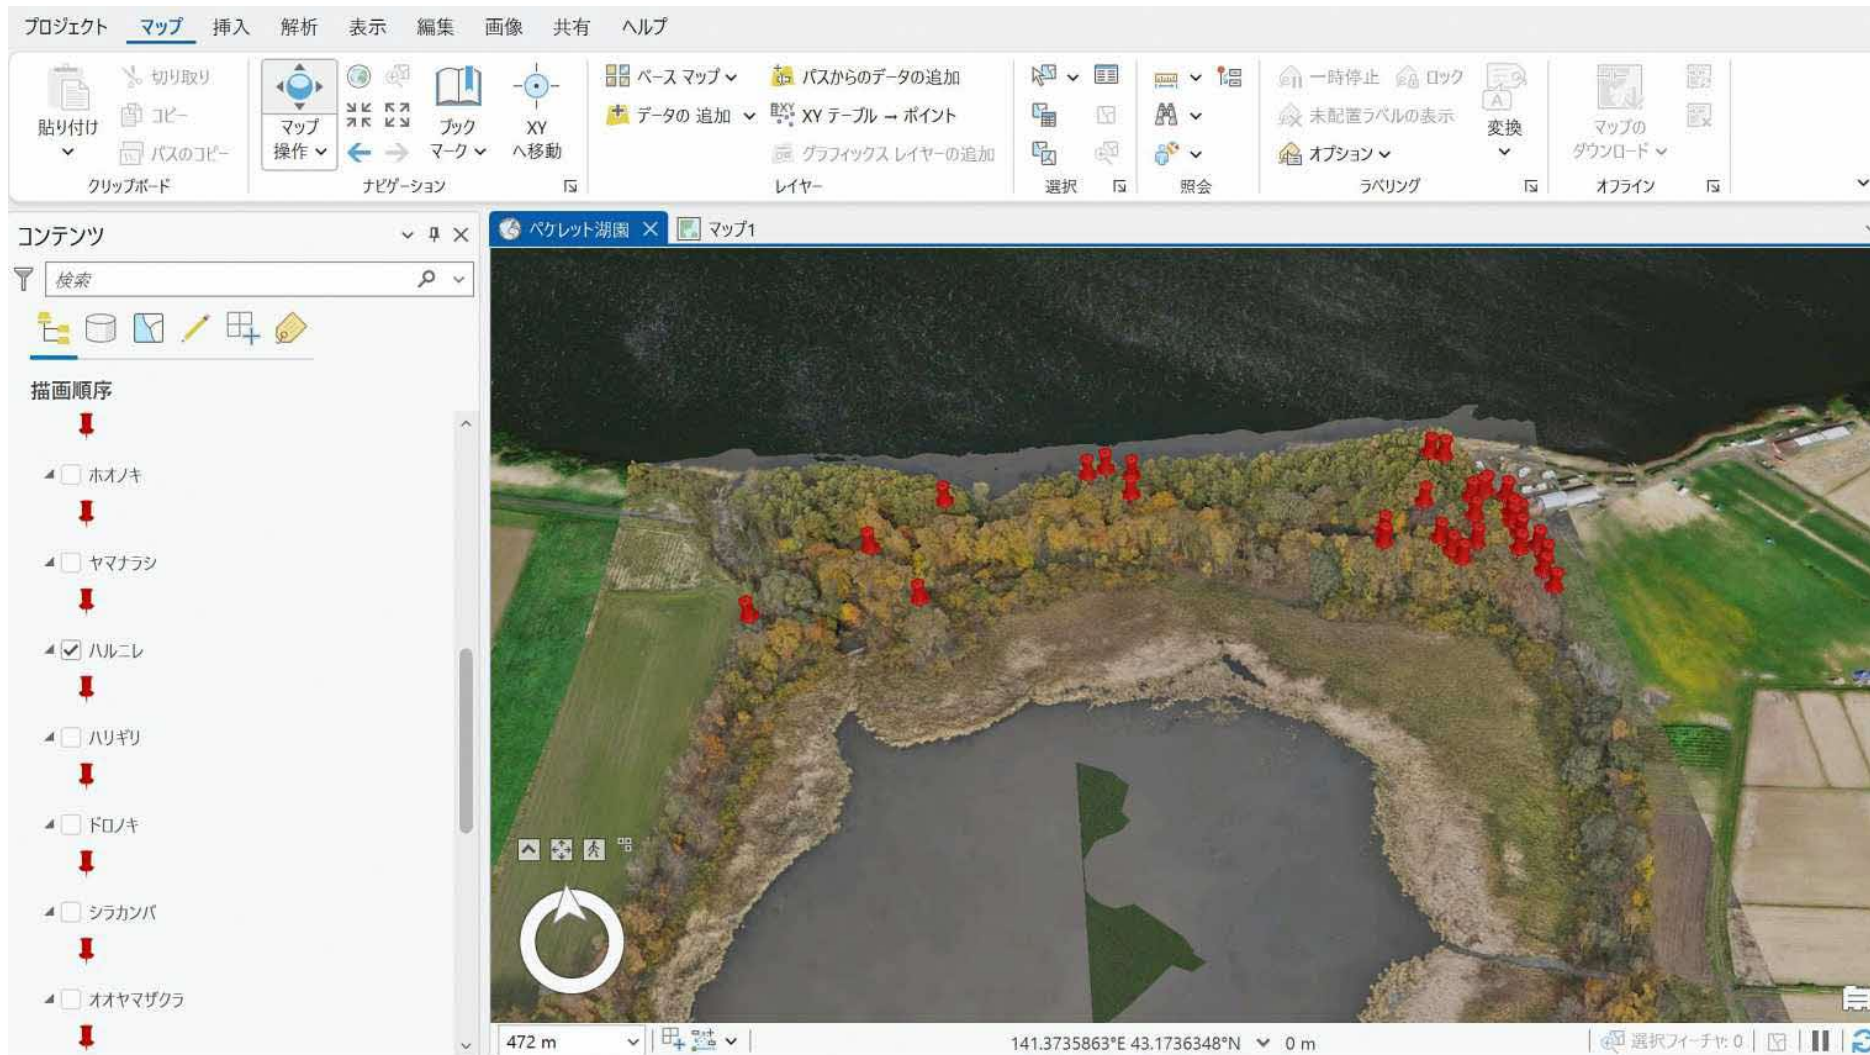 プロジェクト マップ 挿入 解析 表示 編集 画像 共有 ヘルプ
貼り付け
切り取り
コピー
パスのコピー
クリップボード
マップ
操作
ブック
マーク
XY
へ移動
ナビゲーション
ベース マップ
データの 追加
パスからのデータの追加
XY テーブル → ポイント
グラフィックス レイヤーの追加
レイヤー
選択
照会
一時停止 ロック
未配置ラベルの表示
オプション
A
変換
ラベリング
マップの
ダウンロード
オフライン
コンテンツ
検索
描画順序
ホオノキ
ヤマナラシ
ハルニレ
ハリギリ
ドロノキ
シラカンバ
オオヤマザクラ
ペケレット湖園 マップ1
472 m
141.3735863°E 43.1736348°N 0 m
選択フィーチャ: 0